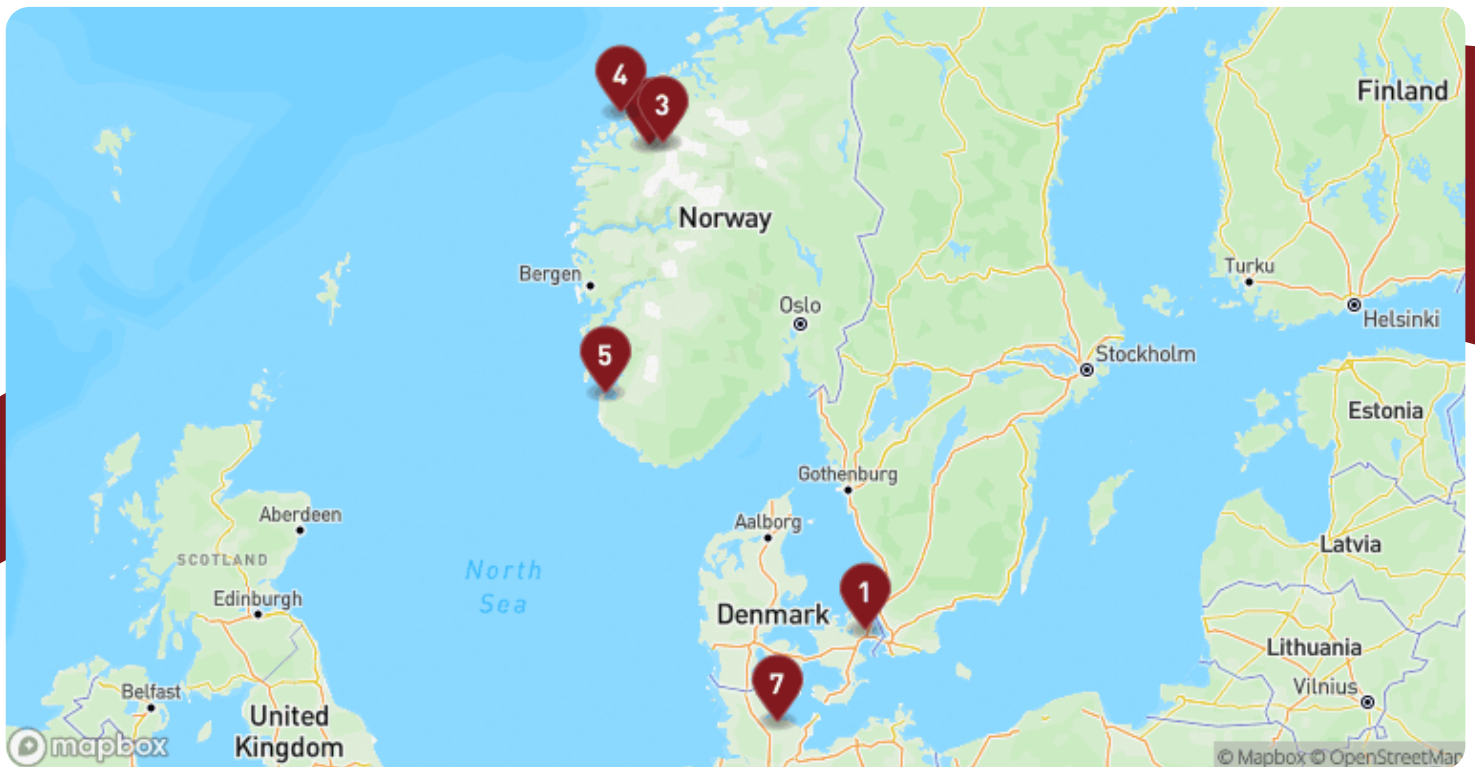 4
3
Finland
Norway
Bergen
Turku
Oslo
Helsinki
5
Stockholm
Estonia
Gothenburg
Aberdeen
Aalborg
SCOTLAND
Latvia
North
Sea
Edinburgh
1
Denmark
Lithuania
7
Belfast
Vilnius
United
Kingdom
mapbox
© Mapbox © OpenStreetMap